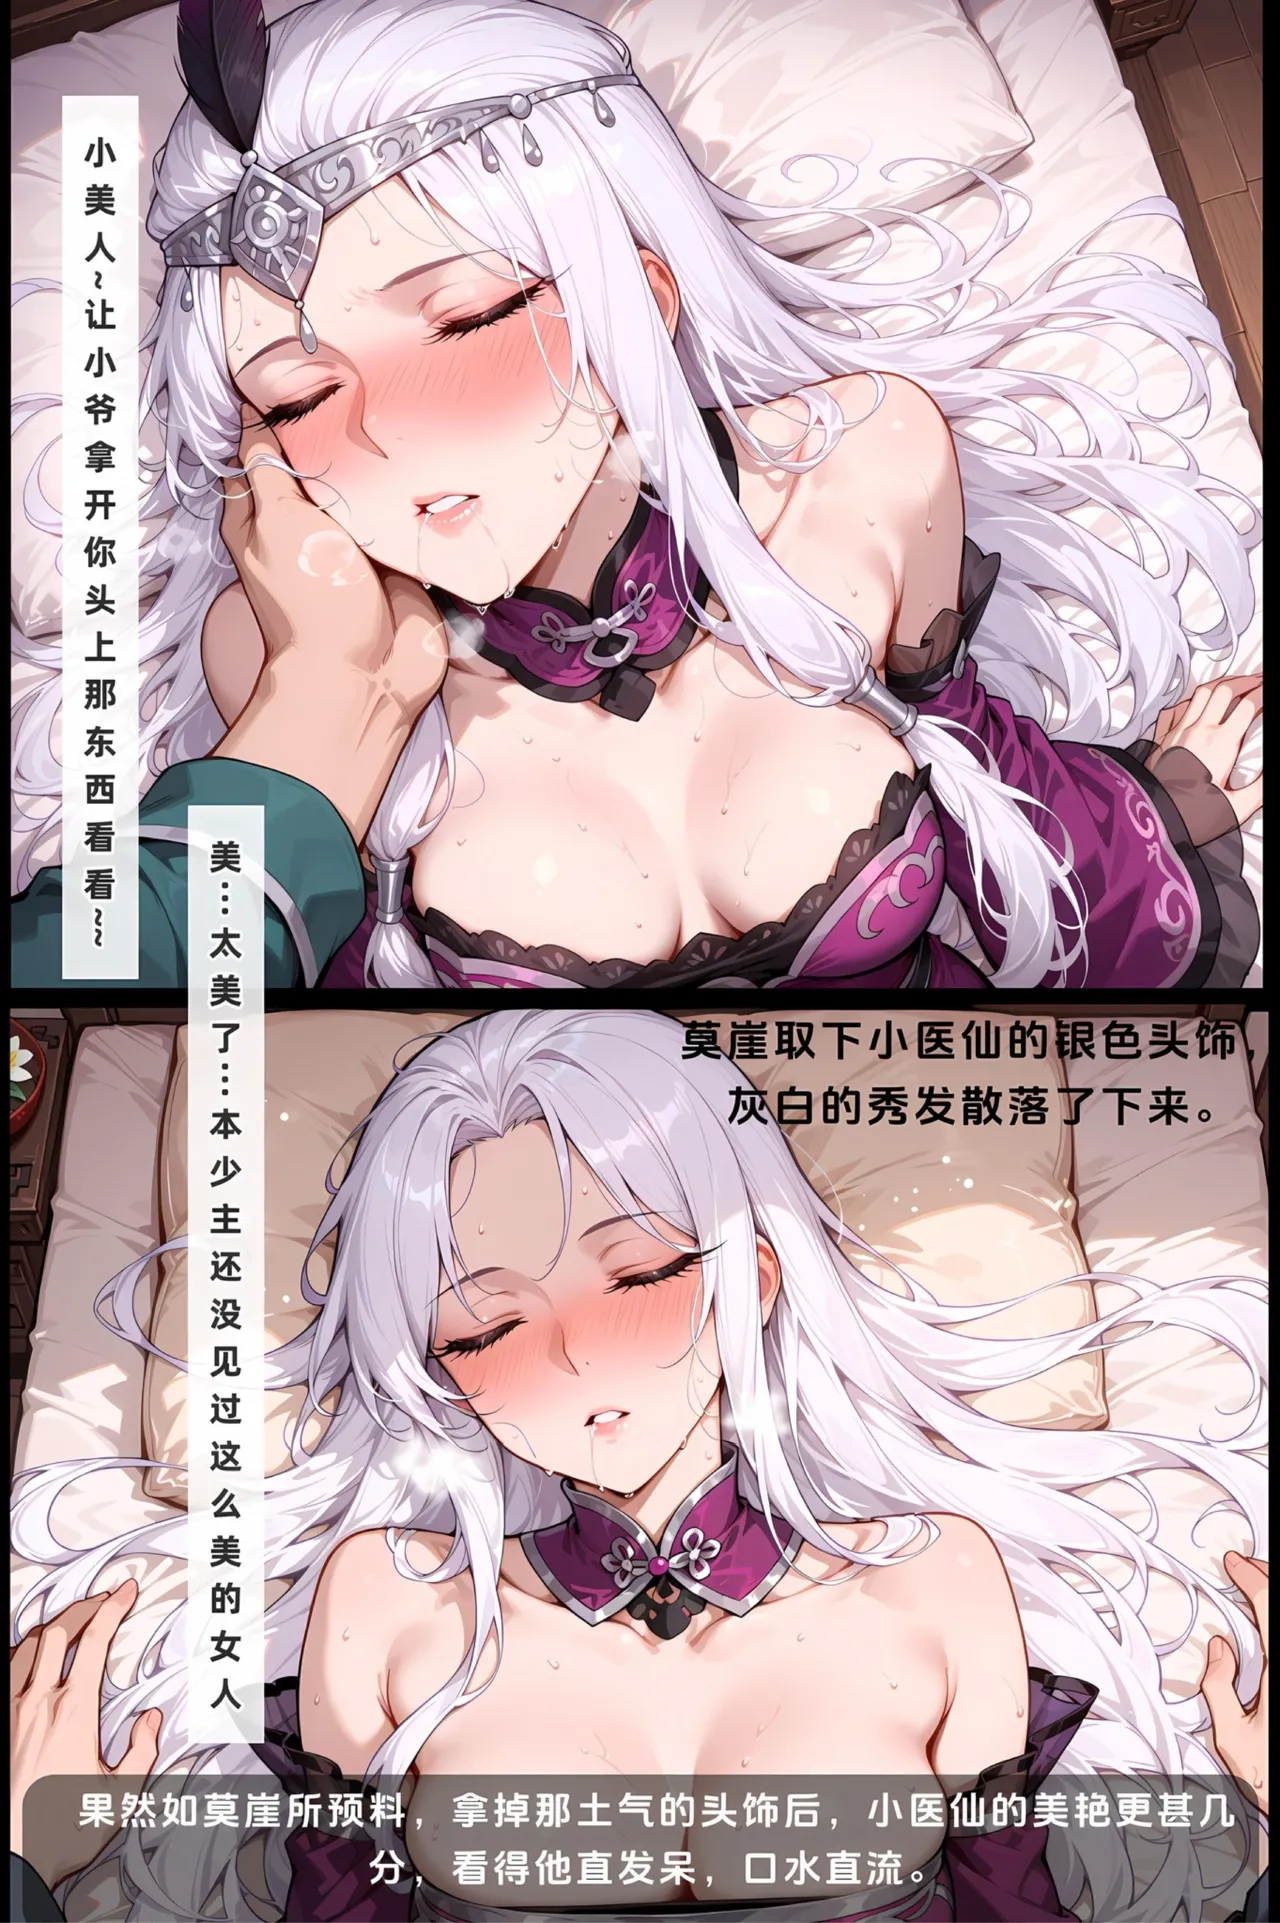 小美人~让小爷拿开你头上那东西看看~~
美…太美了…本少主还没见过这么美的女人
莫崖取下小医仙的银色头饰，
灰白的秀发散落了下来。
果然如莫崖所预料，拿掉那土气的头饰后，小医仙的美艳更甚几
分，看得他直发呆，口水直流。